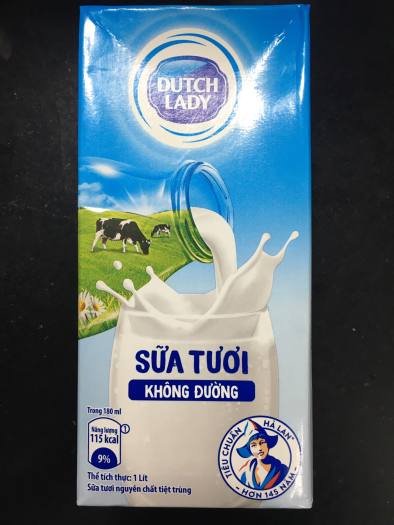 DUTCH
LADY
SỮA TƯƠI
KHÔNG ĐƯỜNG
Trong 180 ml
Năng lượng
115 kcal
9%
1
TIÊU CHUẨN HÀ LAN*
- HƠN 145 NĂM -
Thể tích thực: 1 Lít
Sữa tươi nguyên chất tiệt trùng